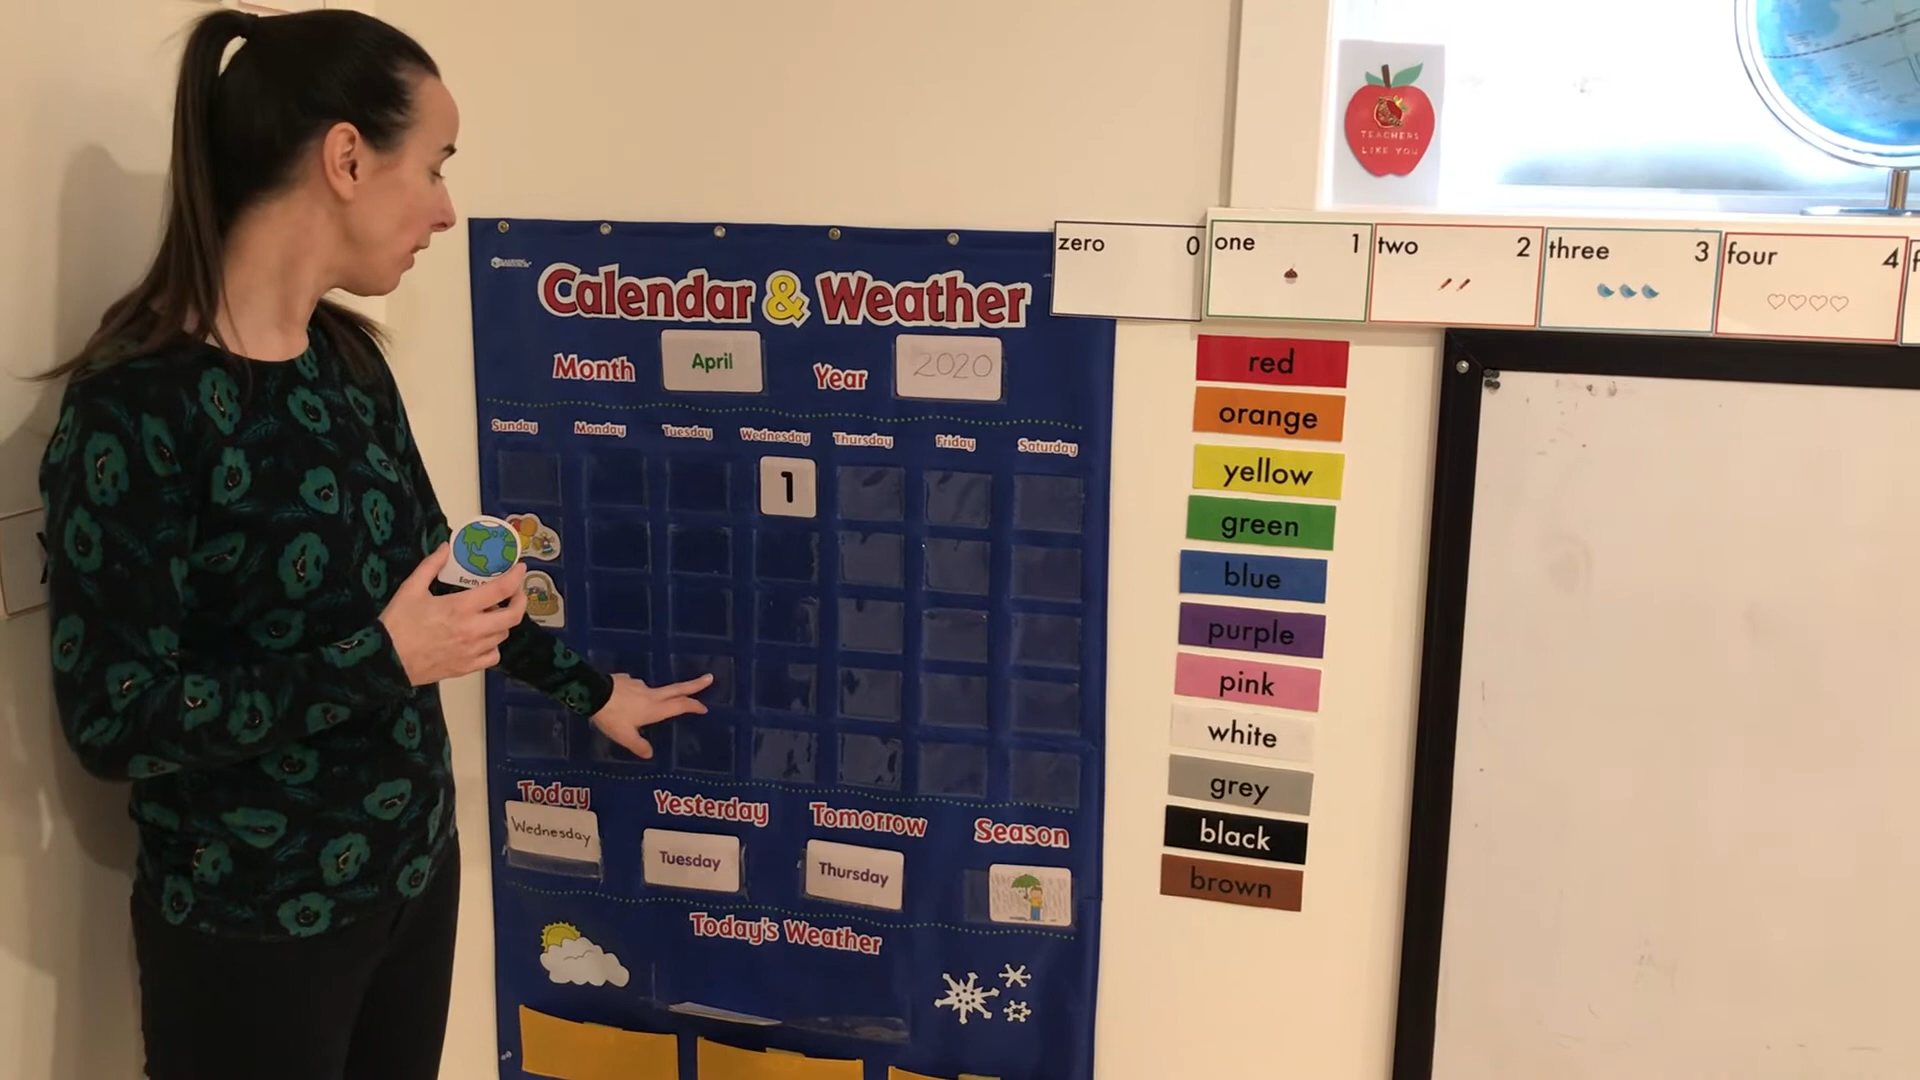 Calendar & Weather
Month April Year 2020
Sunday Monday Tuesday Wednesday Thursday Friday Saturday
1
Earth
Today Yesterday Tomorrow Season
Wednesday Tuesday Thursday
Today's Weather
TEACHERS
LIKE YOU
zero 0 one 1 two 2 three 3 four 4 f
red
orange
yellow
green
blue
purple
pink
white
grey
black
brown